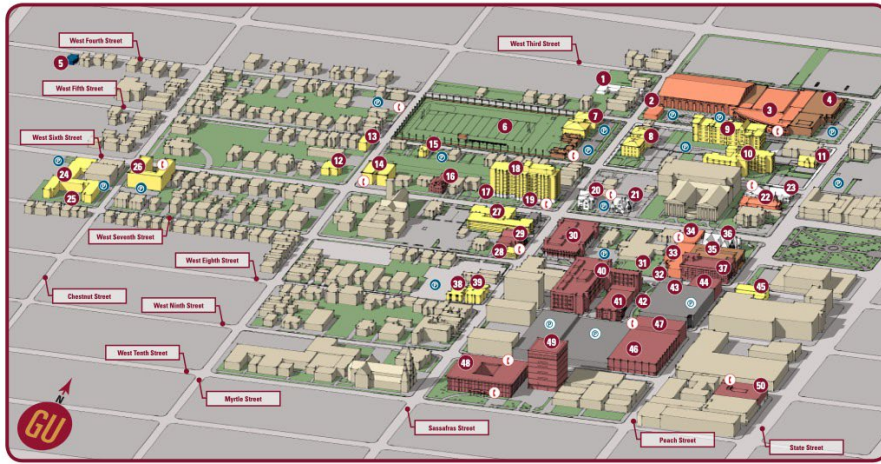 West Fourth Street
West Third Street
5
1
4
West Fifth Street
2
3
P
7
6
P
P
P
P
9
8
West Sixth Street
13
15
10
11
P
24
26
12
14
18
P
23
25
P
P
16
20
21
22
17
19
P
27
34
36
West Seventh Street
29
30
35
28
P
33
37
31
West Eighth Street
40
32
44
38
39
43
45
P
Chestnut Street
41
42
P
West Ninth Street
P
P
47
49
46
48
West Tenth Street
50
Myrtle Street
N
GU
Sassafras Street
Peach Street
State Street